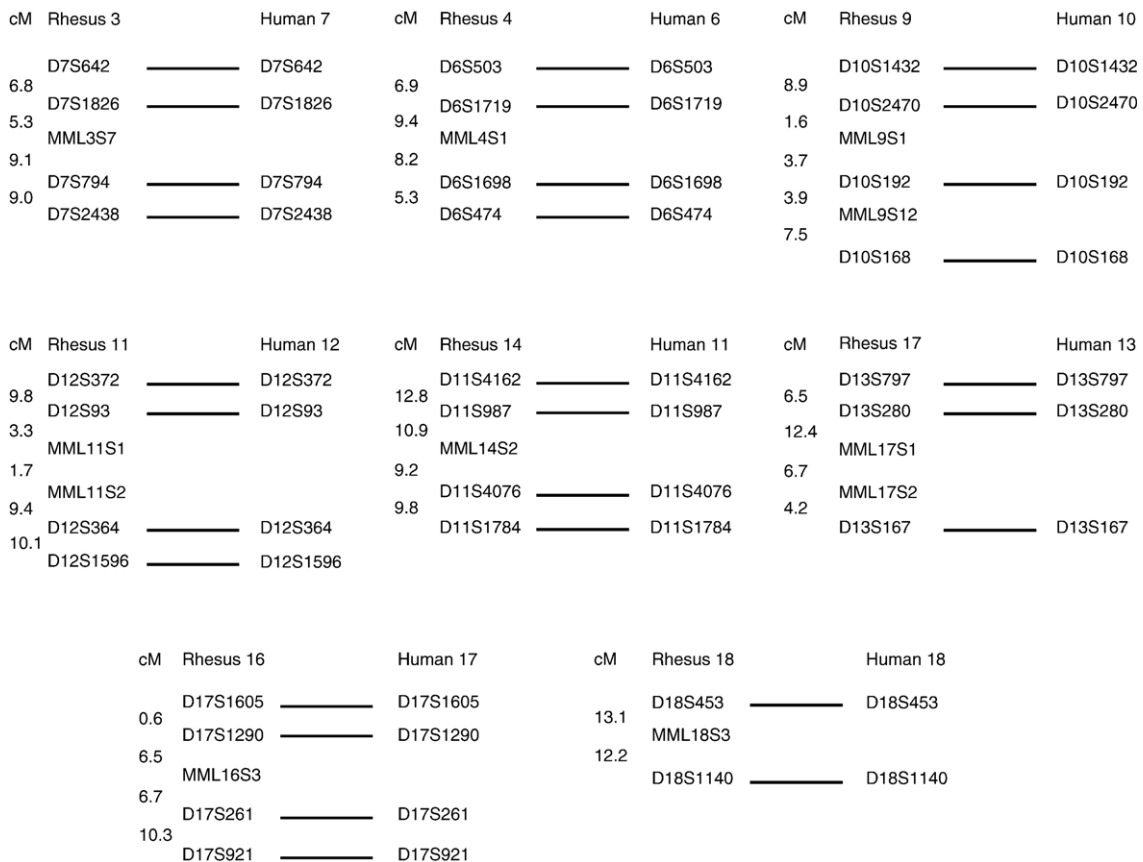 cM Rhesus 3 Human 7
D7S642 D7S642
6.8
D7S1826 D7S1826
5.3
MML3S7
9.1
D7S794 D7S794
9.0
D7S2438 D7S2438
cM Rhesus 4 Human 6
D6S503 D6S503
6.9
D6S1719 D6S1719
9.4
MML4S1
8.2
D6S1698 D6S1698
5.3
D6S474 D6S474
cM Rhesus 9 Human 10
D10S1432 D10S1432
8.9
D10S2470 D10S2470
1.6
MML9S1
3.7
D10S192 D10S192
3.9
MML9S12
7.5
D10S168 D10S168
cM Rhesus 11 Human 12
D12S372 D12S372
9.8
D12S93 D12S93
3.3
MML11S1
1.7
MML11S2
9.4
D12S364 D12S364
10.1
D12S1596 D12S1596
cM Rhesus 14 Human 11
D11S4162 D11S4162
12.8
D11S987 D11S987
10.9
MML14S2
9.2
D11S4076 D11S4076
9.8
D11S1784 D11S1784
cM Rhesus 17 Human 13
D13S797 D13S797
6.5
D13S280 D13S280
12.4
MML17S1
6.7
MML17S2
4.2
D13S167 D13S167
cM Rhesus 16 Human 17
D17S1605 D17S1605
0.6
D17S1290 D17S1290
6.5
MML16S3
6.7
D17S261 D17S261
10.3
D17S921 D17S921
cM Rhesus 18 Human 18
D18S453 D18S453
13.1
MML18S3
12.2
D18S1140 D18S1140